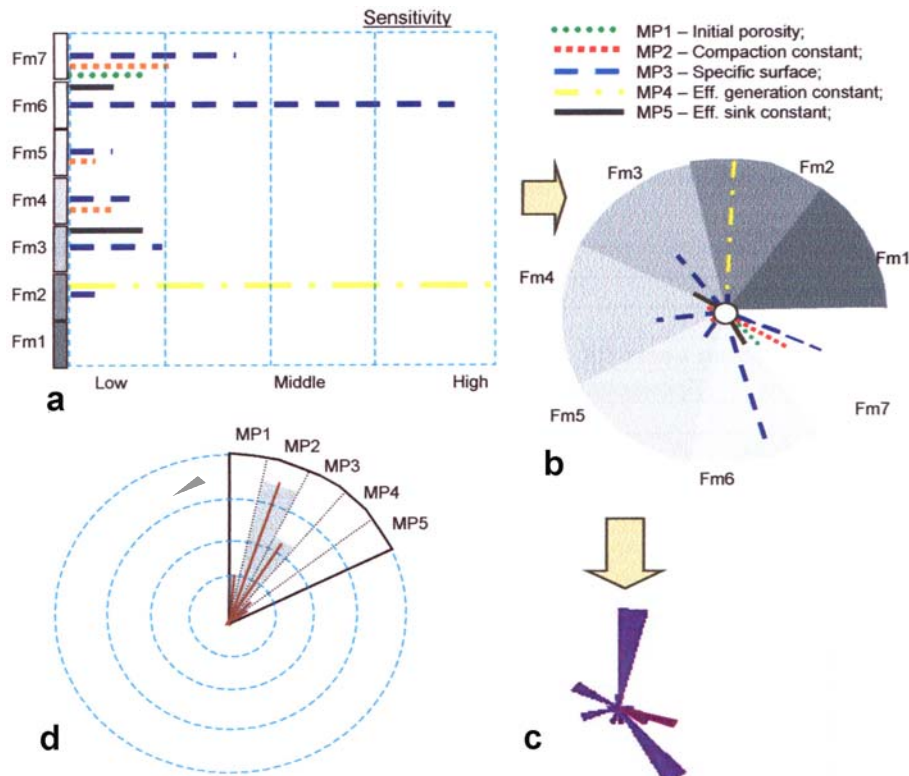 Sensitivity
Fm7
Fm6
Fm5
Fm4
Fm3
Fm2
Fm1
Low Middle High
a
MP1 – Initial porosity;
MP2 – Compaction constant;
MP3 – Specific surface;
MP4 – Eff. generation constant;
MP5 – Eff. sink constant;
Fm3
Fm2
Fm1
Fm4
Fm5
Fm6
Fm7
b
MP1
MP2
MP3
MP4
MP5
d
c